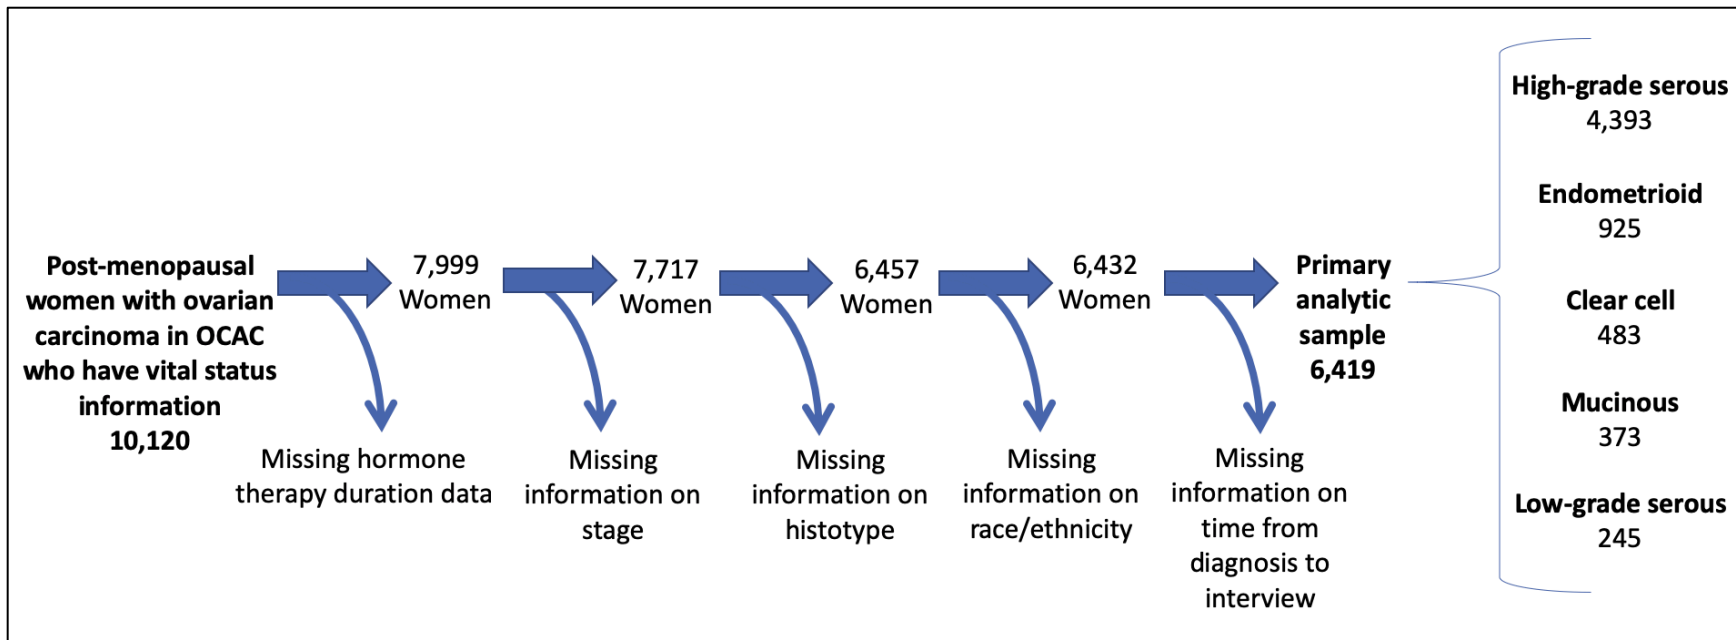 Post-menopausal
women with ovarian
carcinoma in OCAC
who have vital status
information
10,120
7,999
Women
7,717
Women
6,457
Women
6,432
Women
Primary
analytic
sample
6,419
Missing hormone
therapy duration data
Missing
information on
stage
Missing
information on
histotype
Missing
information on
race/ethnicity
Missing
information on
time from
diagnosis to
interview
High-grade serous
4,393
Endometrioid
925
Clear cell
483
Mucinous
373
Low-grade serous
245